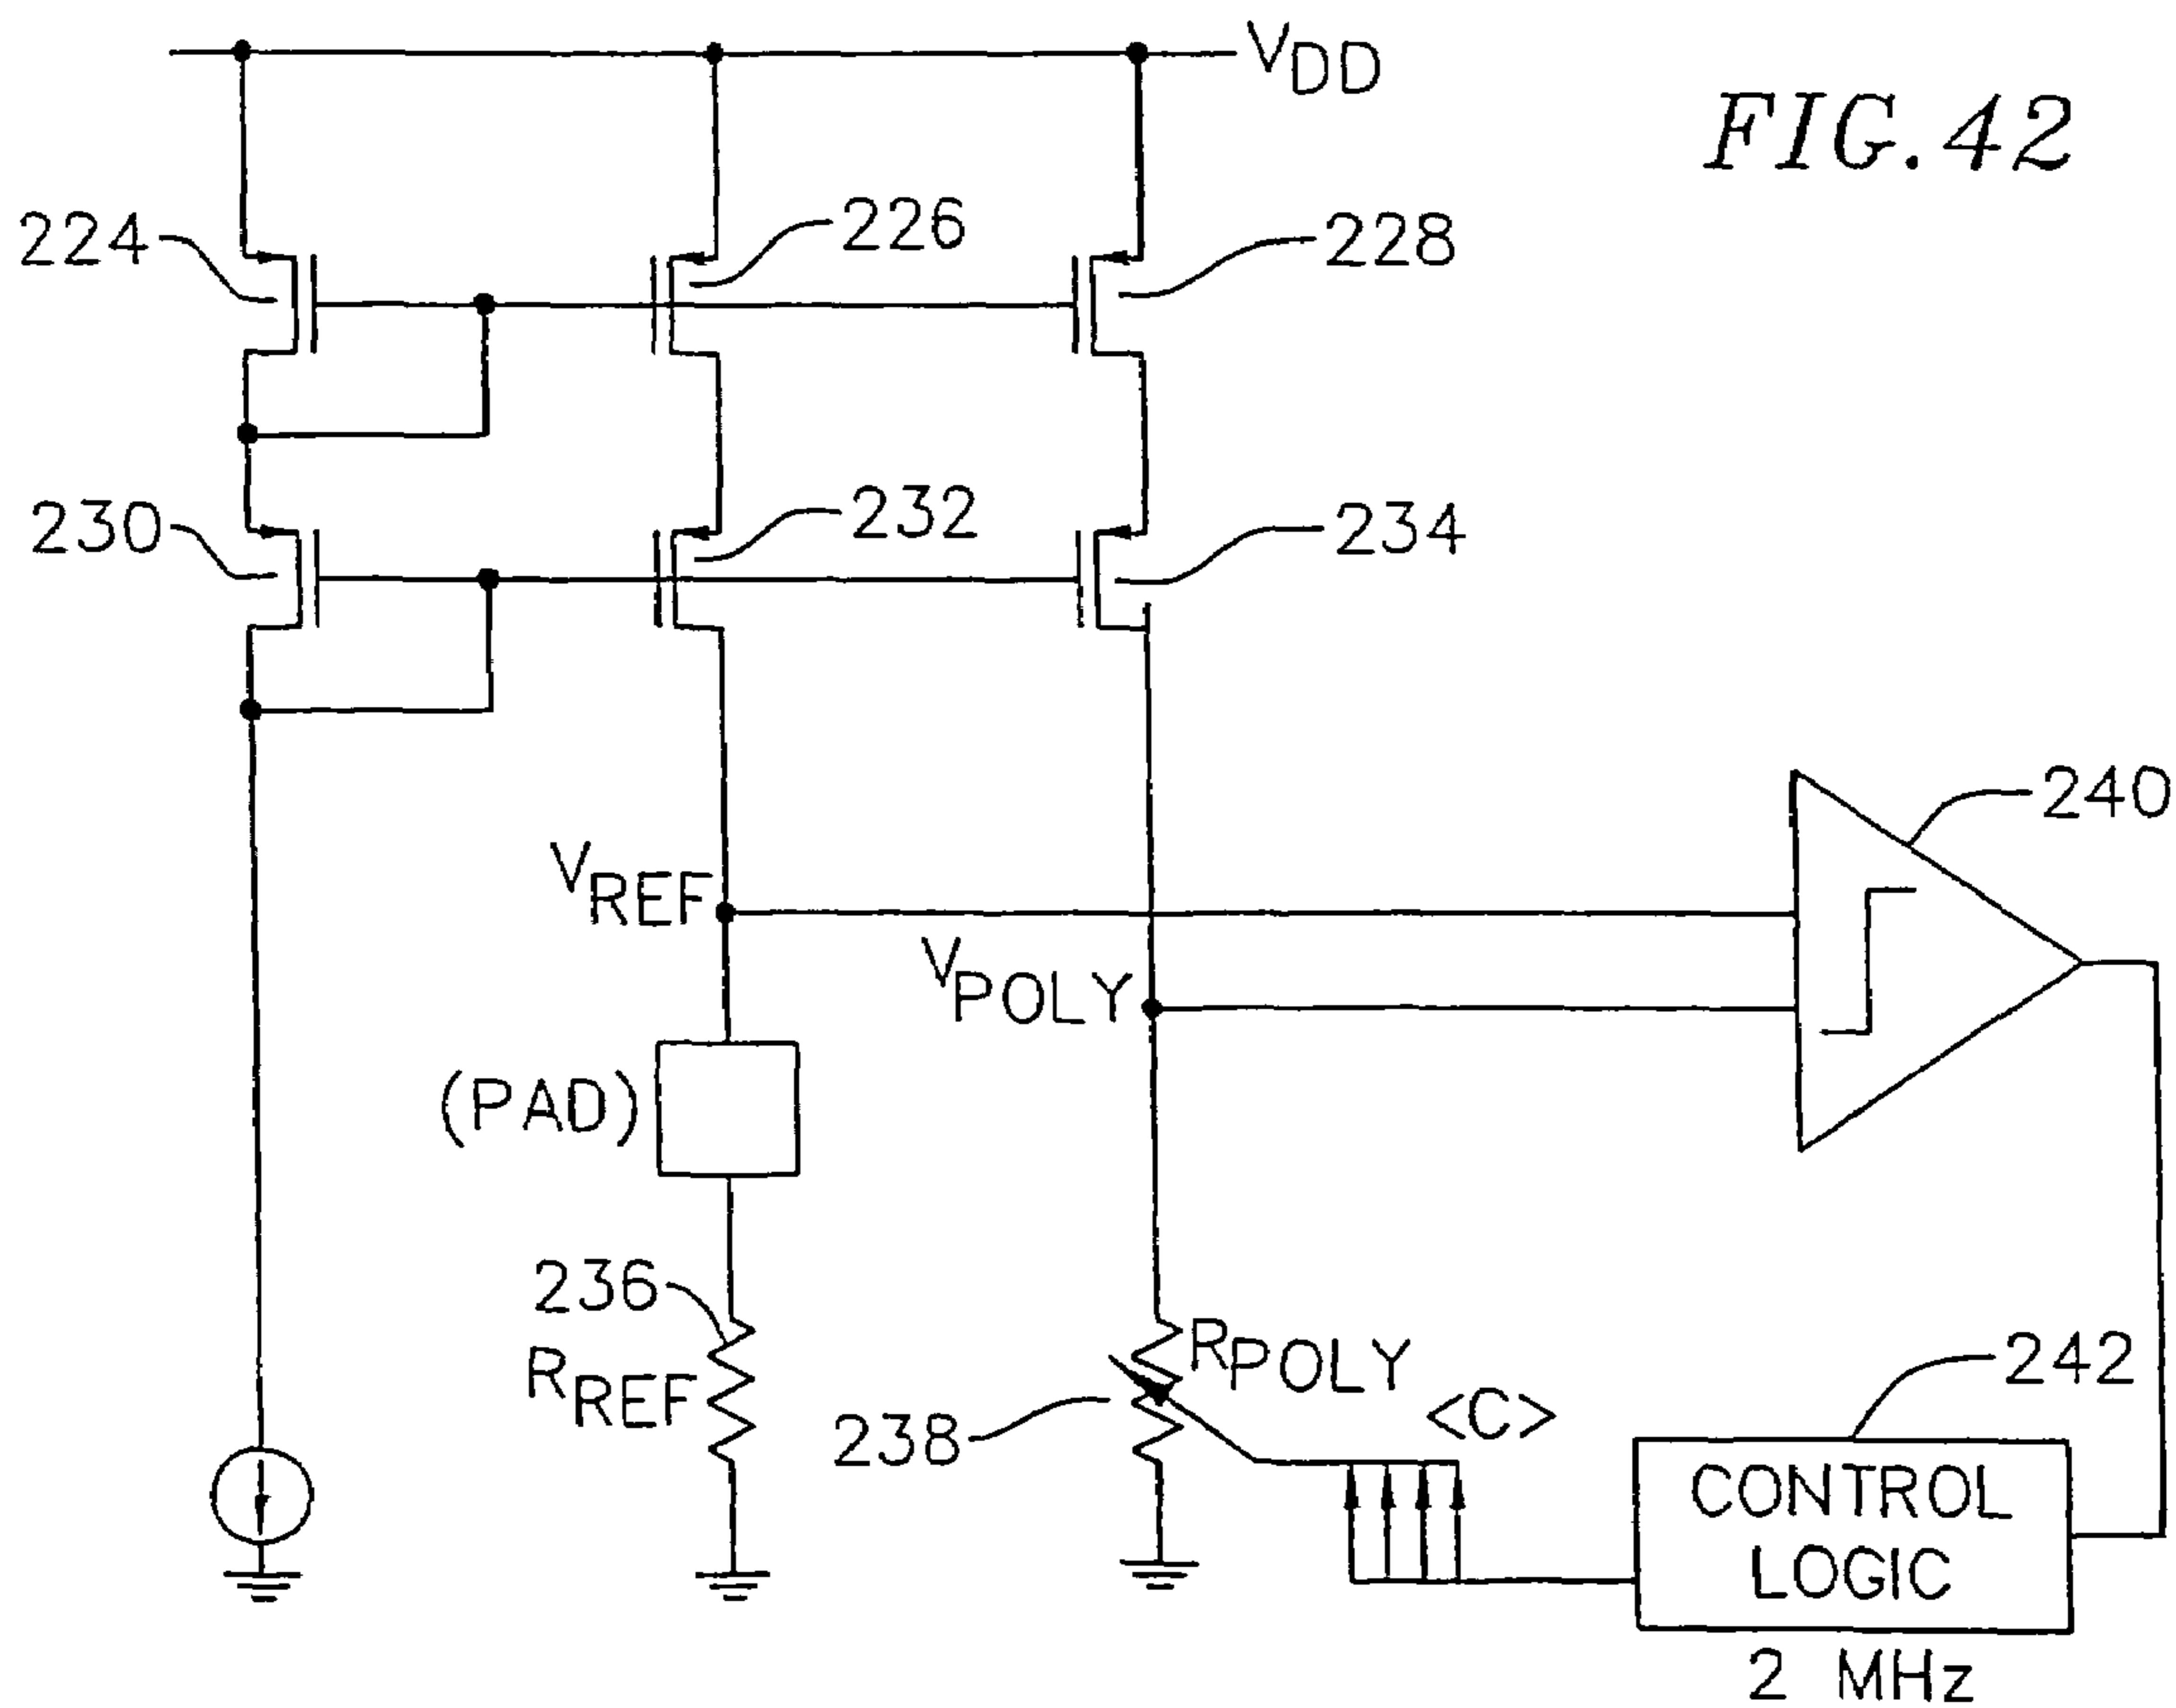 VDD
FIG. 42
224
226
228
230
232
234
240
VREF
VPOLY
(PAD)
236
RREF
RPOLY
238
<C>
242
CONTROL
LOGIC
2 MHz